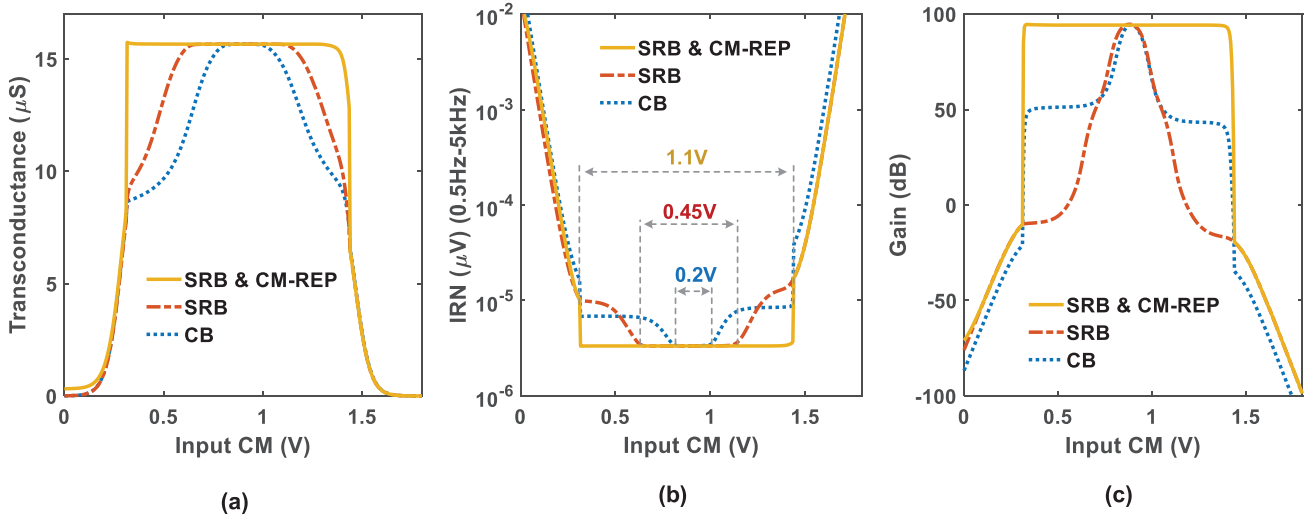 Transconductance (μS)
15
10
5
0
SRB & CM-REP
SRB
CB
0
0.5
1
1.5
Input CM (V)
(a)
IRN (μV) (0.5Hz-5kHz)
10-2
10-3
10-4
10-5
10-6
SRB & CM-REP
SRB
CB
1.1V
0.45V
0.2V
0
0.5
1
1.5
Input CM (V)
(b)
Gain (dB)
100
50
0
-50
-100
SRB & CM-REP
SRB
CB
0
0.5
1
1.5
Input CM (V)
(c)